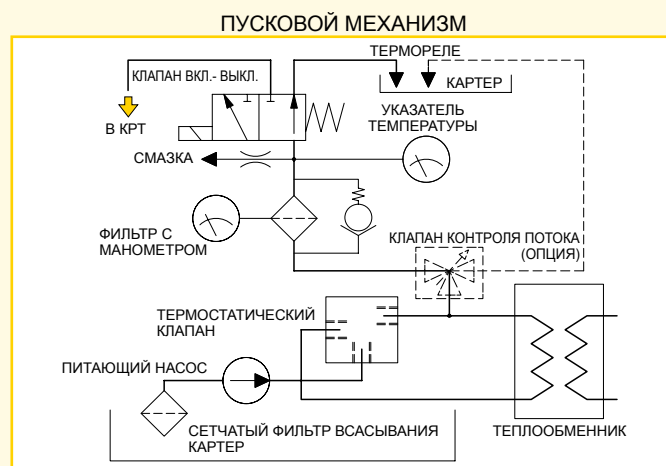 ПУСКОВОЙ МЕХАНИЗМ
ТЕРМОРЕЛЕ
КЛАПАН ВКЛ.- ВЫКЛ.
КАРТЕР
В КРТ
УКАЗАТЕЛЬ
ТЕМПЕРАТУРЫ
СМАЗКА
ФИЛЬТР С
МАНОМЕТРОМ
КЛАПАН КОНТРОЛЯ ПОТОКА
(ОПЦИЯ)
ТЕРМОСТАТИЧЕСКИЙ
КЛАПАН
ПИТАЮЩИЙ НАСОС
СЕТЧАТЫЙ ФИЛЬТР ВСАСЫВАНИЯ
КАРТЕР
ТЕПЛООБМЕННИК